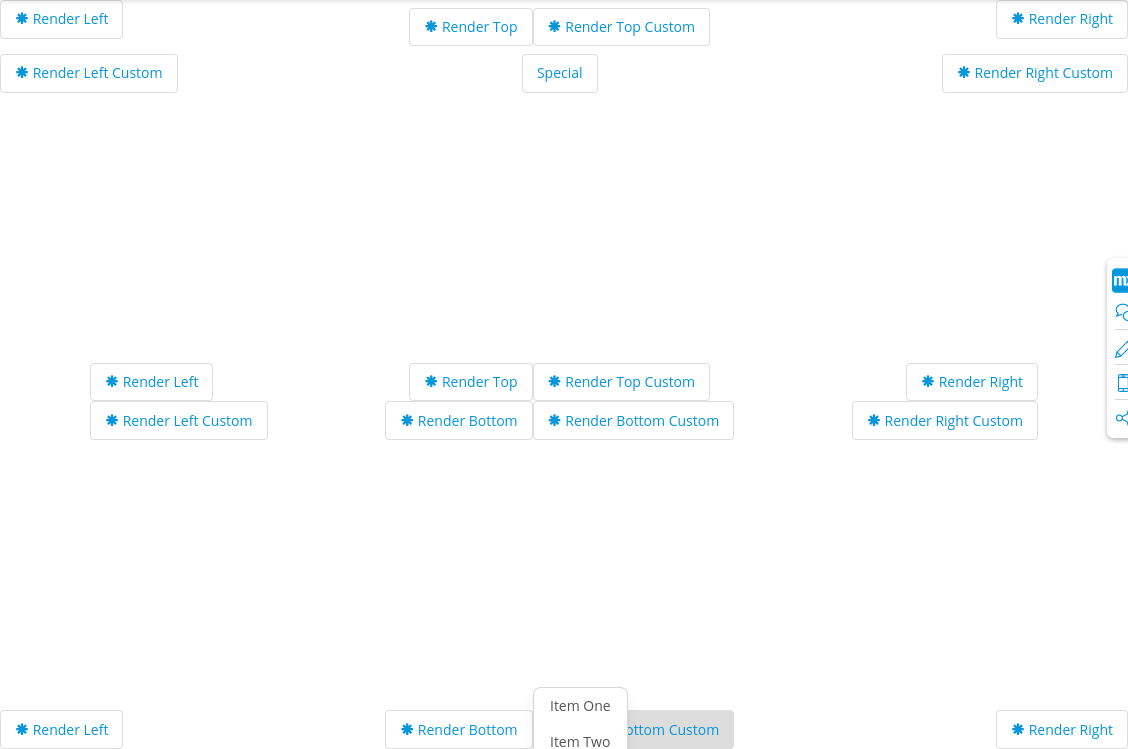 Render Left
Render Top
Render Top Custom
Render Right
Render Left Custom
Special
Render Right Custom
Render Left
Render Top
Render Top Custom
Render Right
Render Left Custom
Render Bottom
Render Bottom Custom
Render Right Custom
Item One
Render Left
Render Bottom
ottom Custom
Render Right
Item Two